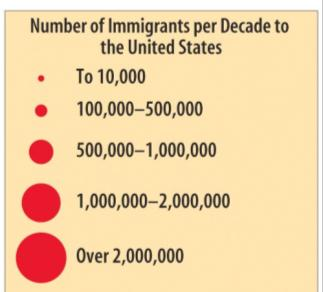 Number of Immigrants per Decade to
the United States
To 10,000
100,000–500,000
500,000–1,000,000
1,000,000–2,000,000
Over 2,000,000